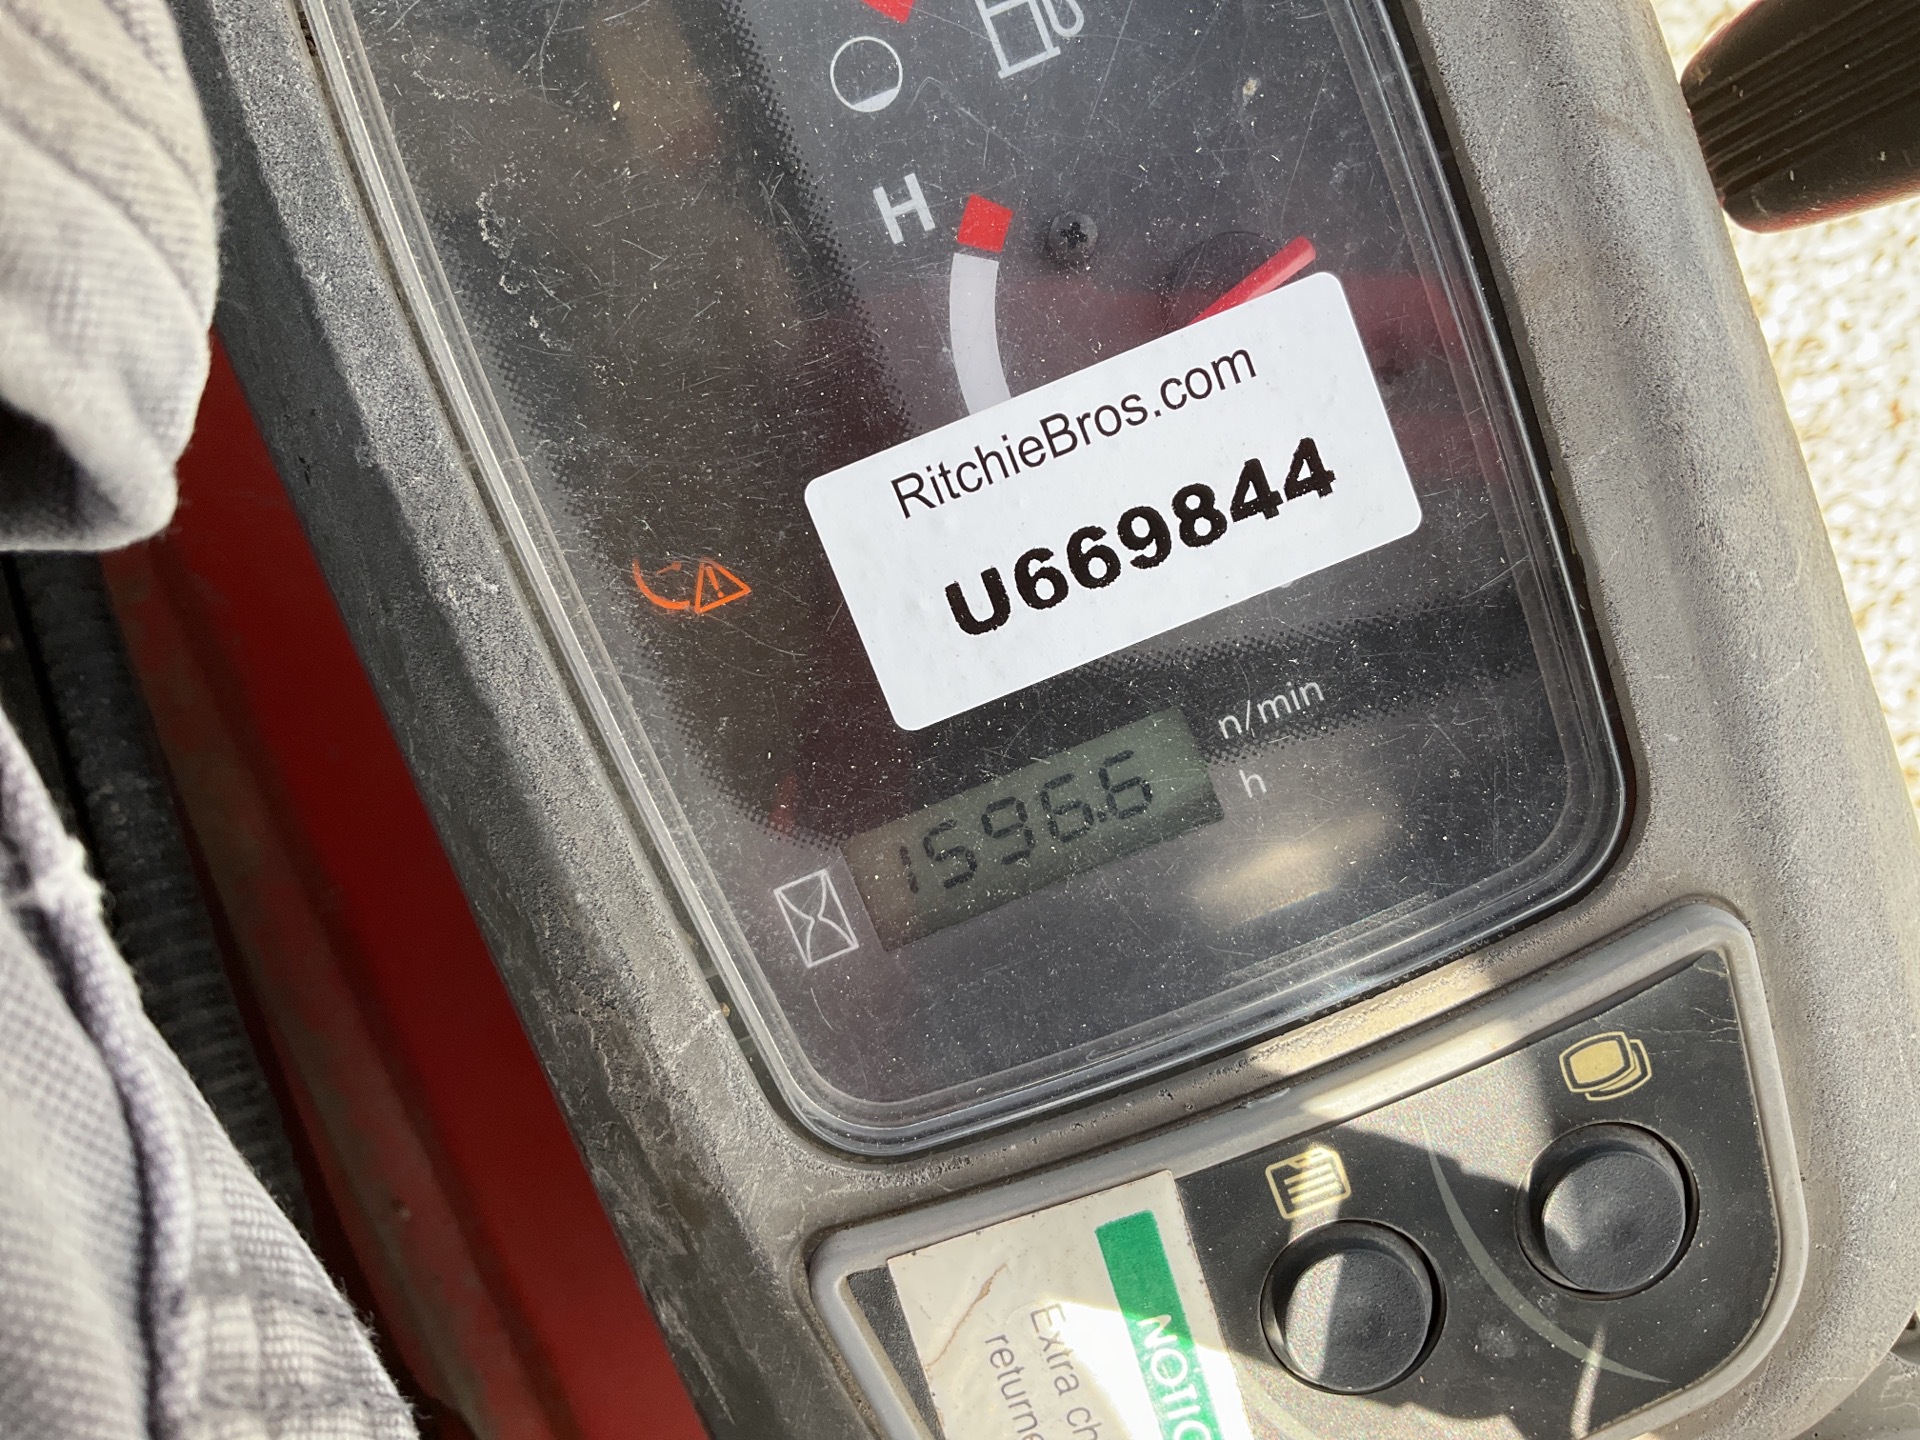 H
RitchieBros.com
U669844
n/min
1596.6
h
NOTIC
Extra ch
returne